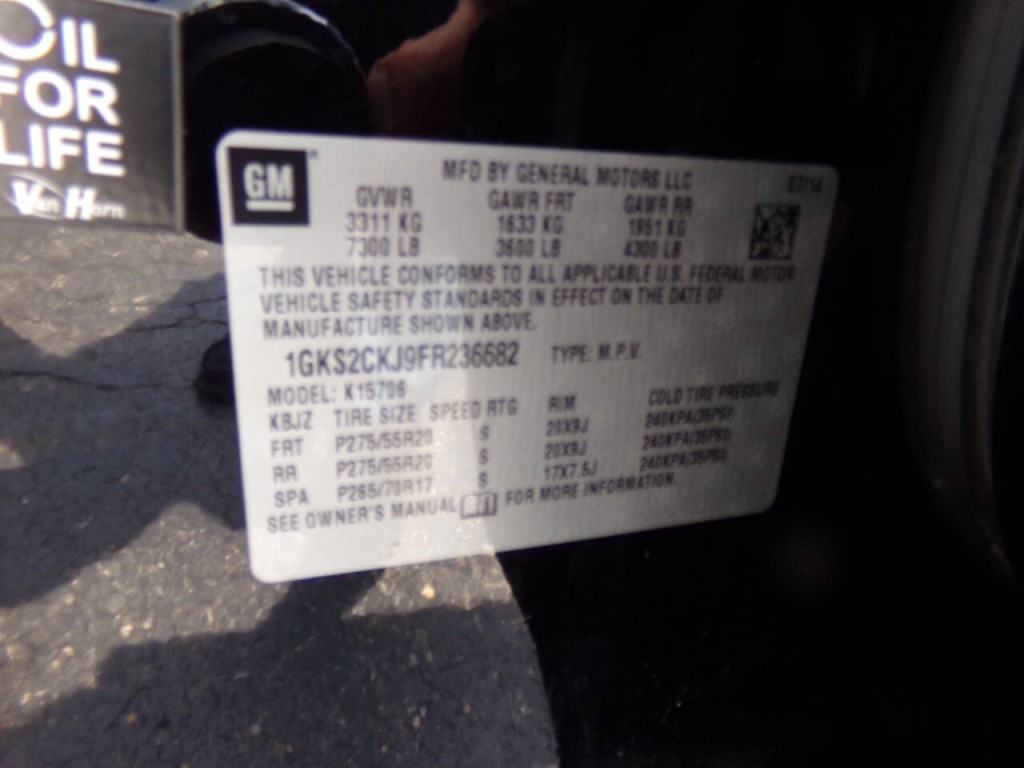 OIL
FOR
LIFE
Van Horn
GM
MFD BY GENERAL MOTORS LLC 07/14
GVWR GAWR FRT GAWR RR
3311 KG 1633 KG 1951 KG
7300 LB 3600 LB 4300 LB
THIS VEHICLE CONFORMS TO ALL APPLICABLE U.S. FEDERAL MOTOR
VEHICLE SAFETY STANDARDS IN EFFECT ON THE DATE OF
MANUFACTURE SHOWN ABOVE.
1GKS2CKJ9FR236682 TYPE: M.P.V.
MODEL: K15706
KBJZ TIRE SIZE SPEED RTG RIM COLD TIRE PRESSURE
FRT P275/55R20 S 20X9J 240KPA(35PSI)
RR P275/55R20 S 20X9J 240KPA(35PSI)
SPA P265/70R17 S 17X7.5J 240KPA(35PSI)
SEE OWNER'S MANUAL FOR MORE INFORMATION.